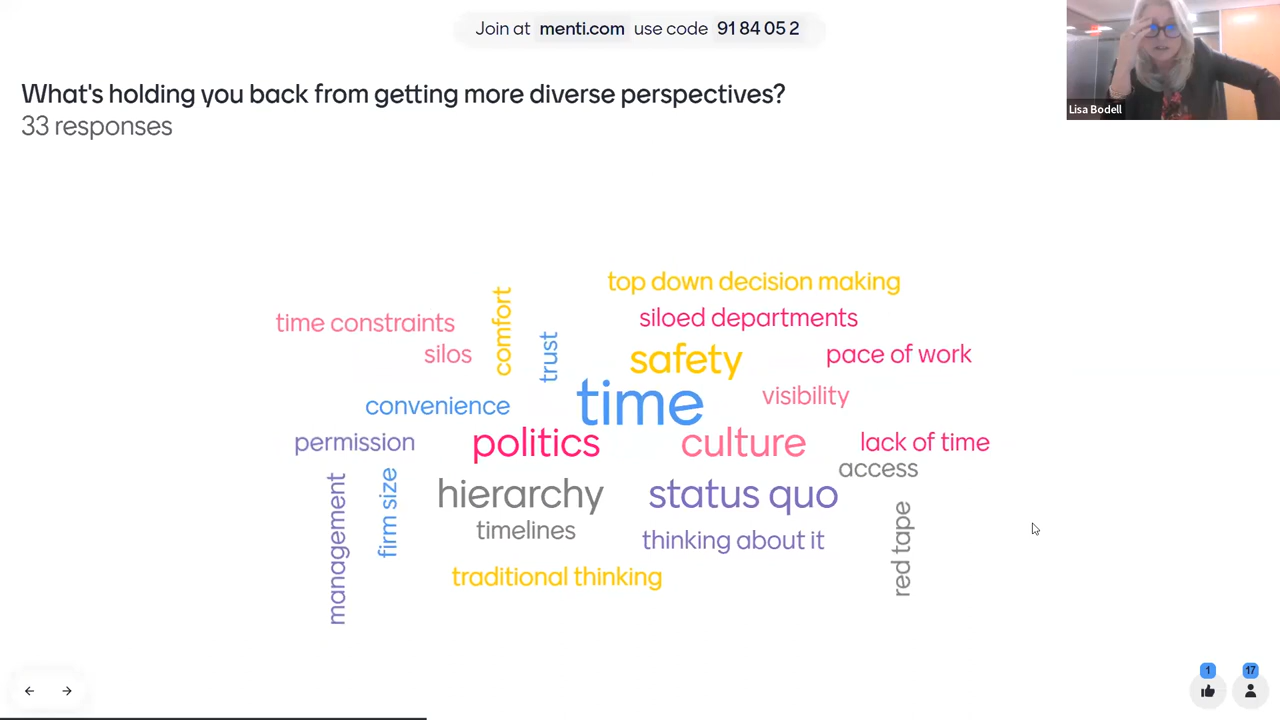 Join at menti.com use code 91 84 05 2
What's holding you back from getting more diverse perspectives?
33 responses
Lisa Bodell
top down decision making
time constraints
comfort
siloed departments
silos
trust
safety
pace of work
time
visibility
convenience
permission
politics
culture
lack of time
access
management
firm size
hierarchy
status quo
timelines
thinking about it
red tape
traditional thinking
1
17